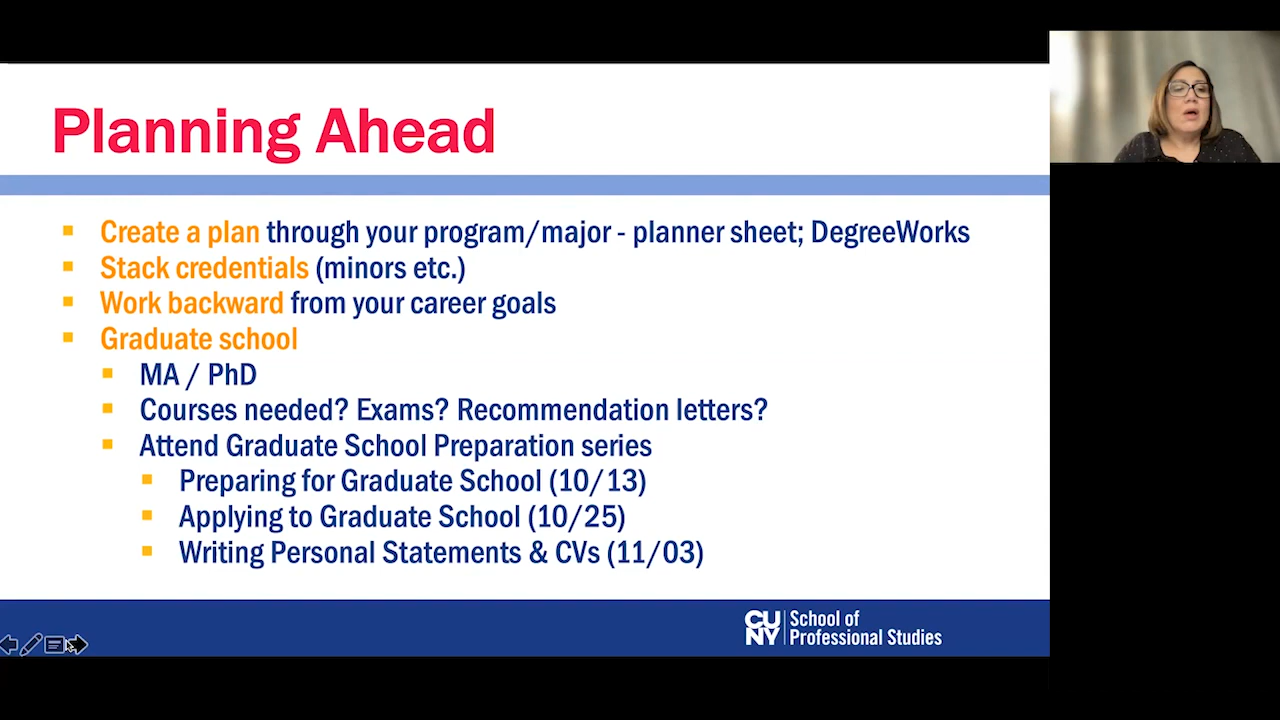 Planning Ahead
Create a plan through your program/major - planner sheet; DegreeWorks
Stack credentials (minors etc.)
Work backward from your career goals
Graduate school
MA / PhD
Courses needed? Exams? Recommendation letters?
Attend Graduate School Preparation series
Preparing for Graduate School (10/13)
Applying to Graduate School (10/25)
Writing Personal Statements & CVs (11/03)
CU
NY
School of
Professional Studies